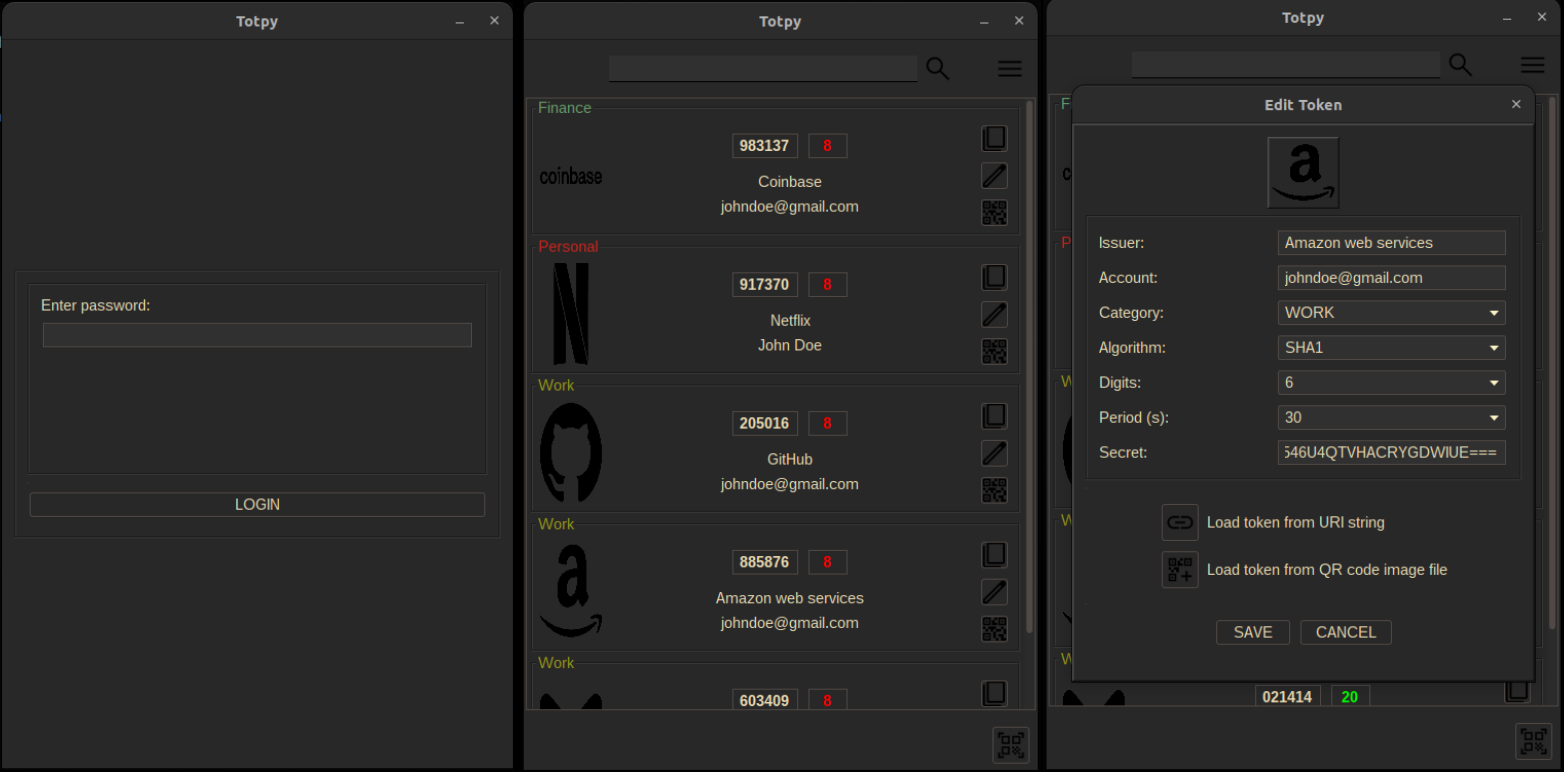 Totpy
Enter password:
LOGIN
Totpy
Finance
983137 8
coinbase
Coinbase
johndoe@gmail.com
Personal
917370 8
Netflix
John Doe
Work
205016 8
GitHub
johndoe@gmail.com
Work
885876 8
Amazon web services
johndoe@gmail.com
Work
603409 8
Totpy
Edit Token
Issuer: Amazon web services
Account: johndoe@gmail.com
Category: WORK
Algorithm: SHA1
Digits: 6
Period (s): 30
Secret: 546U4QTVHACRYGDWIUE===
Load token from URI string
Load token from QR code image file
SAVE CANCEL
021414 20